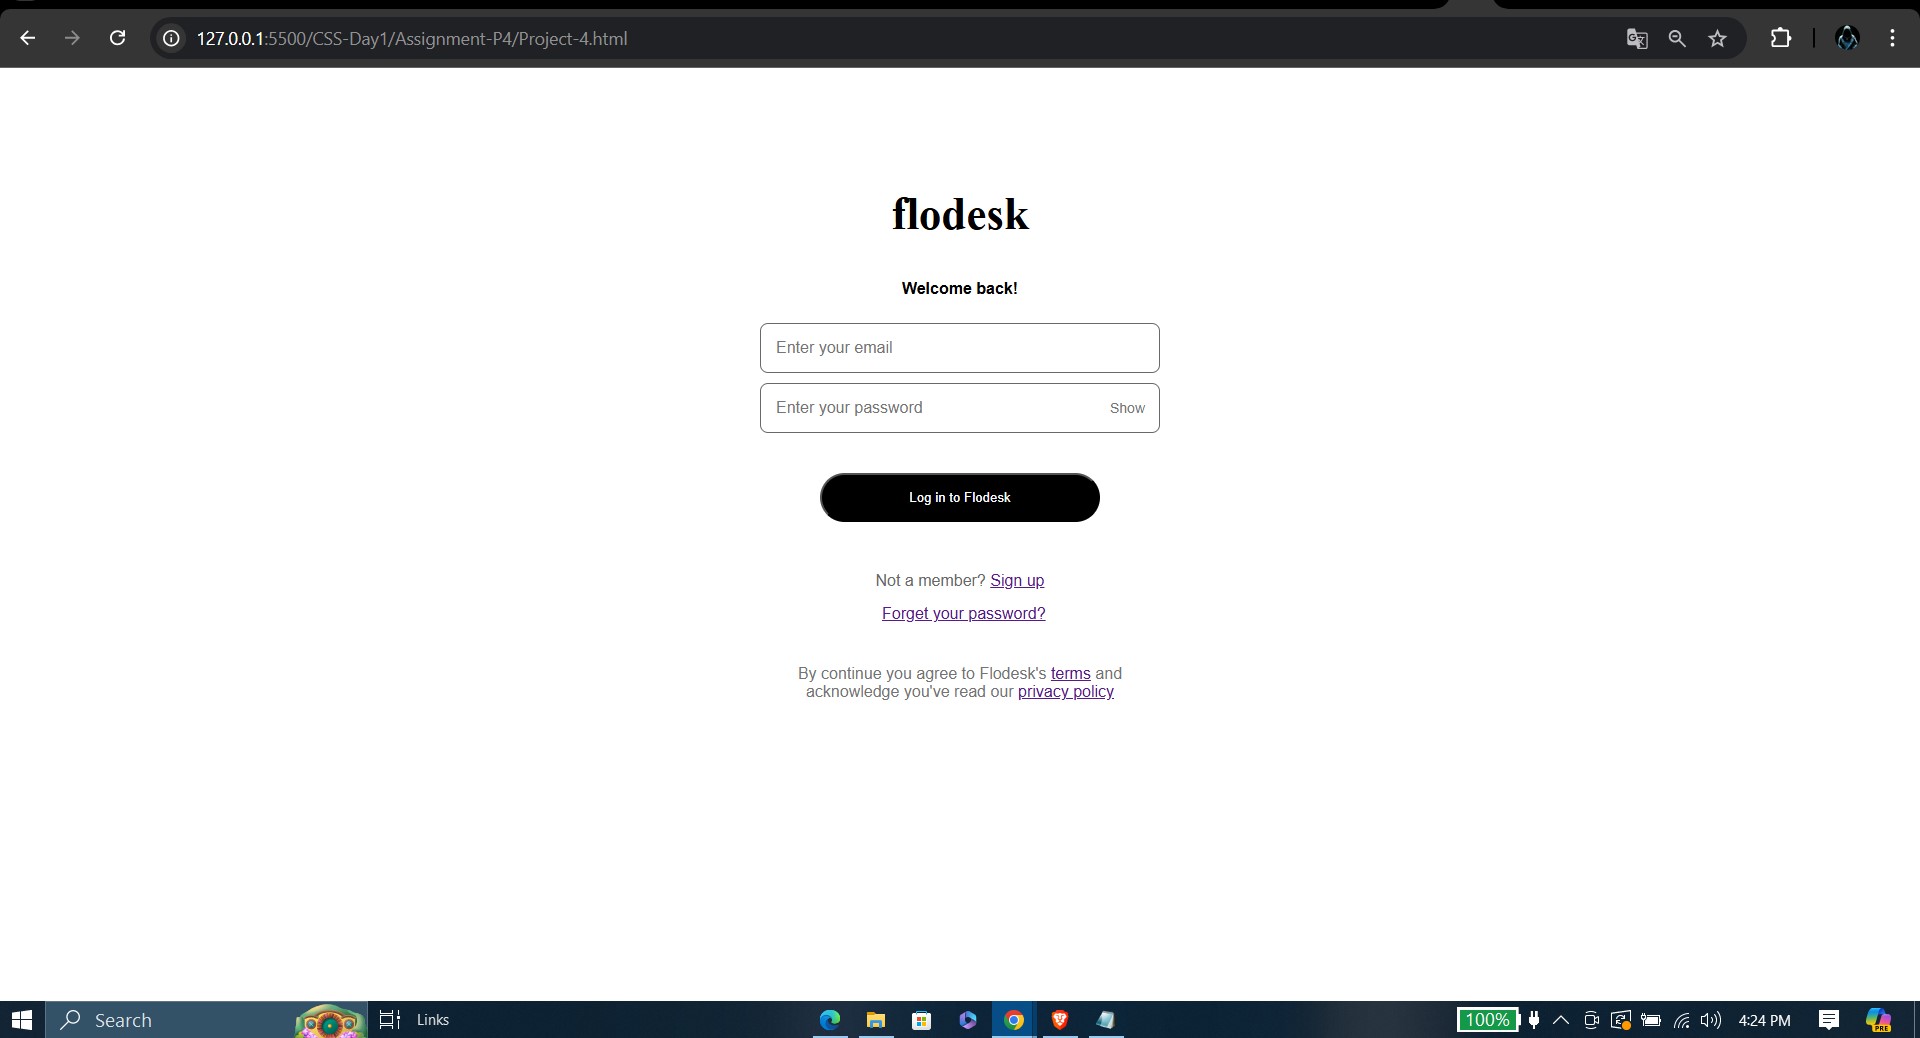 127.0.0.1:5500/CSS-Day1/Assignment-P4/Project-4.html
flodesk
Welcome back!
Enter your email
Enter your password Show
Log in to Flodesk
Not a member? Sign up
Forget your password?
By continue you agree to Flodesk's terms and
acknowledge you've read our privacy policy
Search Links 100% 4:24 PM PRE